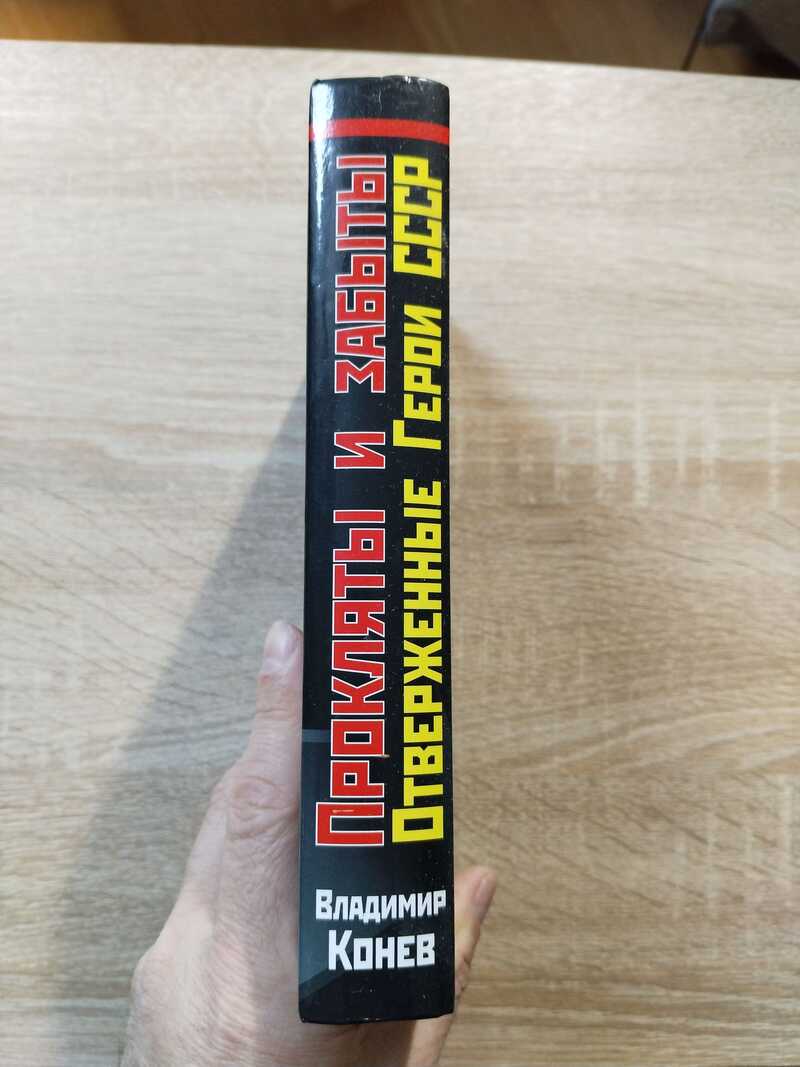 Прокляты и забыты
Отверженные Герои СССР
Владимир
Конев